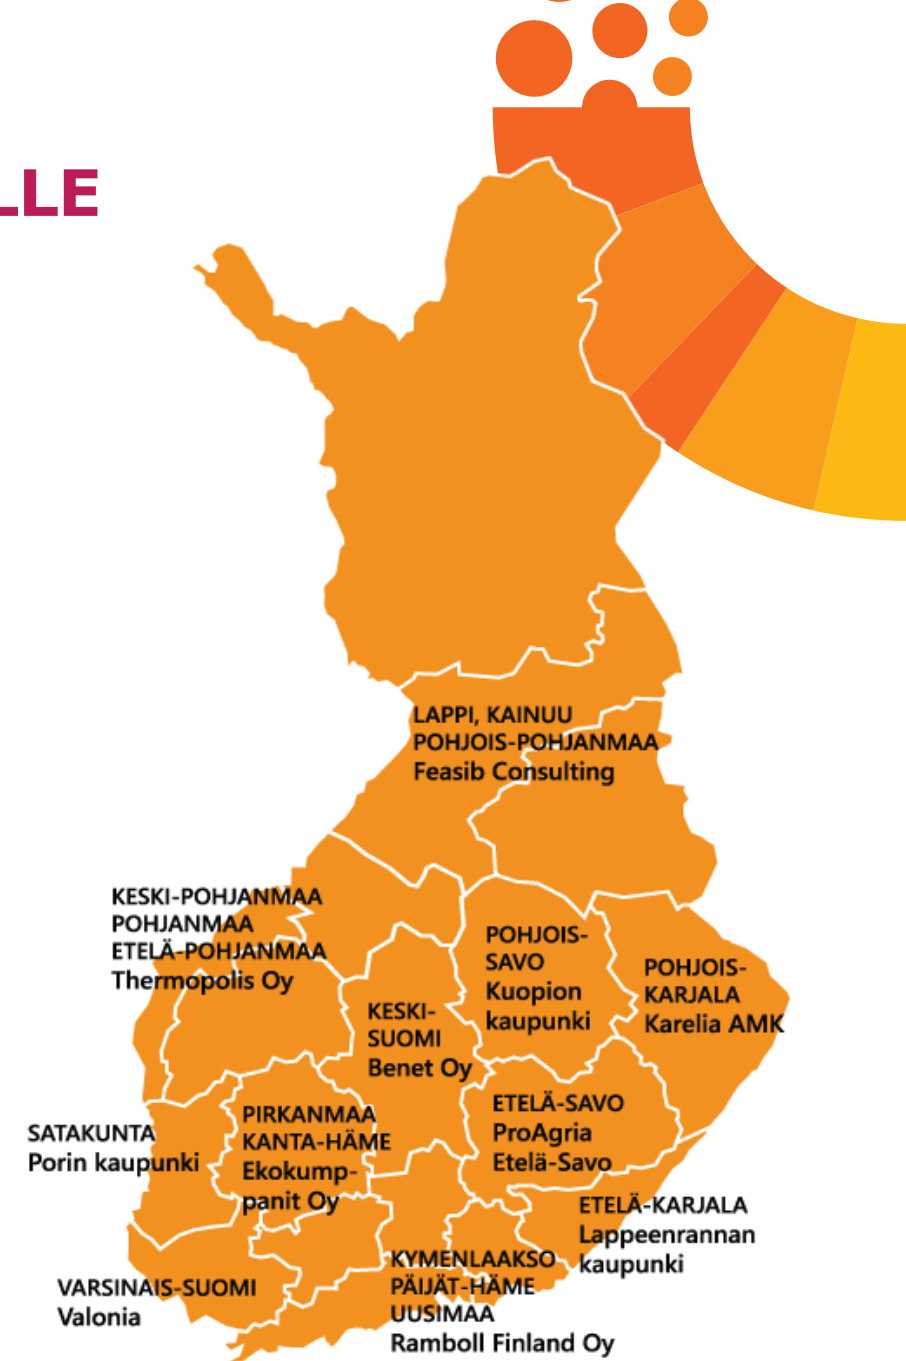 LLE
LAPPI, KAINUU
POHJOIS-POHJANMAA
Feasib Consulting
KESKI-POHJANMAA
POHJANMAA
ETELÄ-POHJANMAA
Thermopolis Oy
POHJOIS-
SAVO
Kuopion
kaupunki
POHJOIS-
KARJALA
Karelia AMK
KESKI-
SUOMI
Benet Oy
ETELÄ-SAVO
ProAgria
Etelä-Savo
PIRKANMAA
KANTA-HÄME
Ekokump-
panit Oy
SATAKUNTA
Porin kaupunki
ETELÄ-KARJALA
Lappeenrannan
kaupunki
KYMENLAAKSO
PÄIJÄT-HÄME
UUSIMAA
Ramboll Finland Oy
VARSINAIS-SUOMI
Valonia